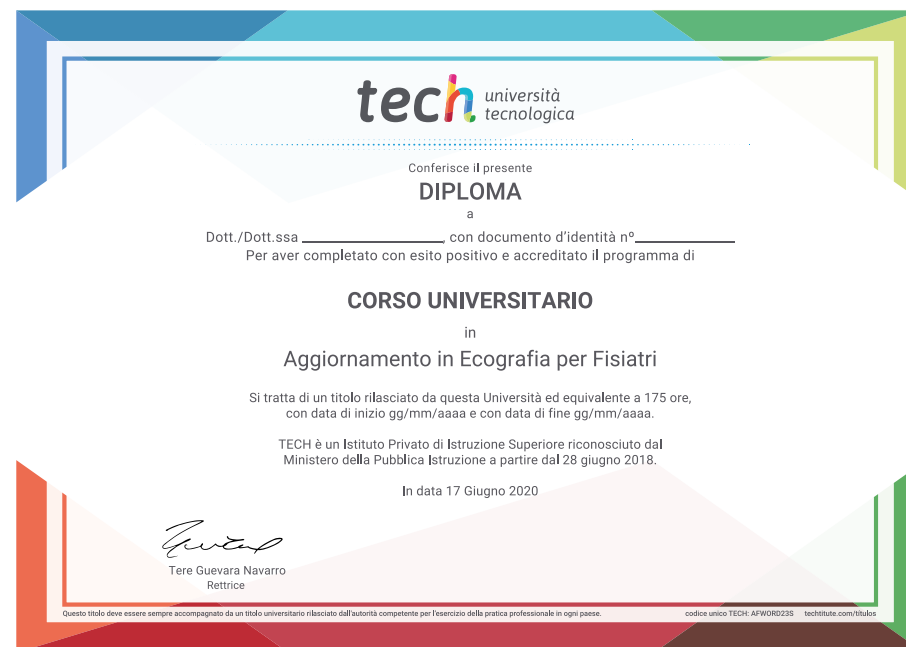 tech università
tecnologica
Conferisce il presente
DIPLOMA
a
Dott./Dott.ssa ____________________, con documento d'identità nº______________
Per aver completato con esito positivo e accreditato il programma di
CORSO UNIVERSITARIO
in
Aggiornamento in Ecografia per Fisiatri
Si tratta di un titolo rilasciato da questa Università ed equivalente a 175 ore,
con data di inizio gg/mm/aaaa e con data di fine gg/mm/aaaa.
TECH è un Istituto Privato di Istruzione Superiore riconosciuto dal
Ministero della Pubblica Istruzione a partire dal 28 giugno 2018.
In data 17 Giugno 2020
Tere Guevara Navarro
Rettrice
Questo titolo deve essere sempre accompagnato da un titolo universitario rilasciato dall'autorità competente per l'esercizio della pratica professionale in ogni paese. codice unico TECH: AFWORD23S techtitute.com/títulos